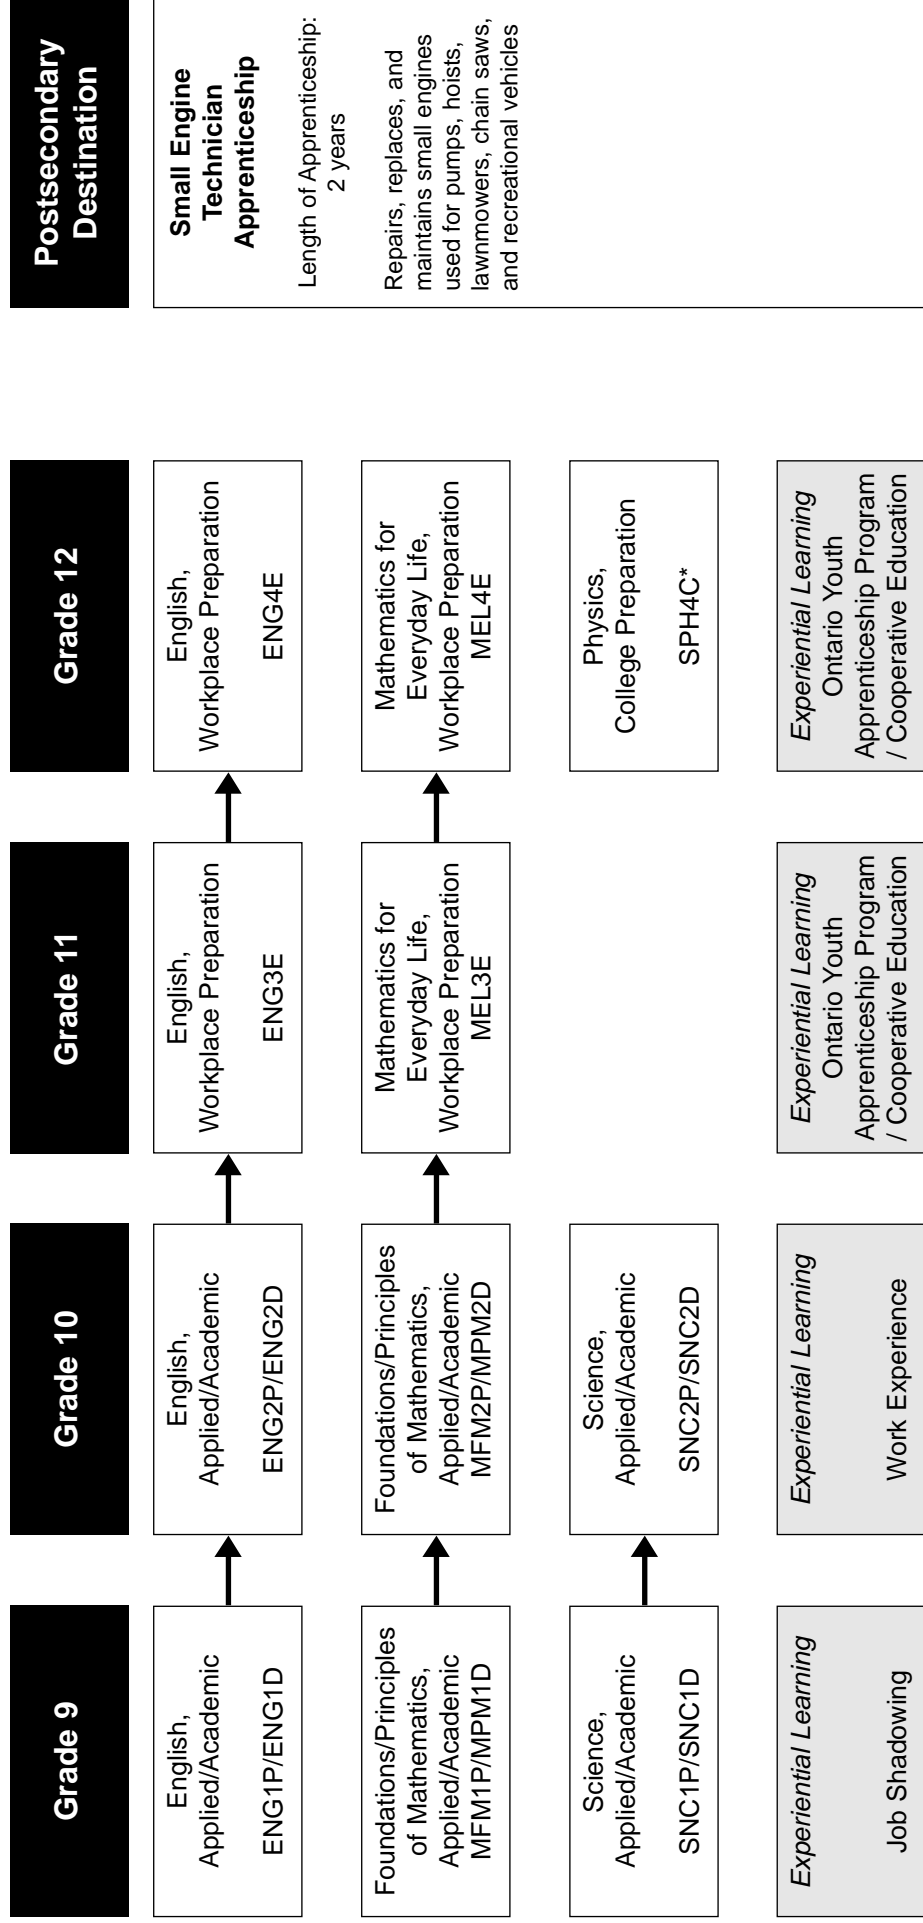 Grade 9
Grade 10
Grade 11
Grade 12
Postsecondary
Destination
English,
Applied/Academic
ENG1P/ENG1D
English,
Applied/Academic
ENG2P/ENG2D
English,
Workplace Preparation
ENG3E
English,
Workplace Preparation
ENG4E
Small Engine
Technician
Apprenticeship
Length of Apprenticeship:
2 years
Repairs, replaces, and
maintains small engines
used for pumps, hoists,
lawnmowers, chain saws,
and recreational vehicles
Foundations/Principles
of Mathematics,
Applied/Academic
MFM1P/MPM1D
Foundations/Principles
of Mathematics,
Applied/Academic
MFM2P/MPM2D
Mathematics for
Everyday Life,
Workplace Preparation
MEL3E
Mathematics for
Everyday Life,
Workplace Preparation
MEL4E
Science,
Applied/Academic
SNC1P/SNC1D
Science,
Applied/Academic
SNC2P/SNC2D
Physics,
College Preparation
SPH4C*
Experiential Learning
Job Shadowing
Experiential Learning
Work Experience
Experiential Learning
Ontario Youth
Apprenticeship Program
/ Cooperative Education
Experiential Learning
Ontario Youth
Apprenticeship Program
/ Cooperative Education